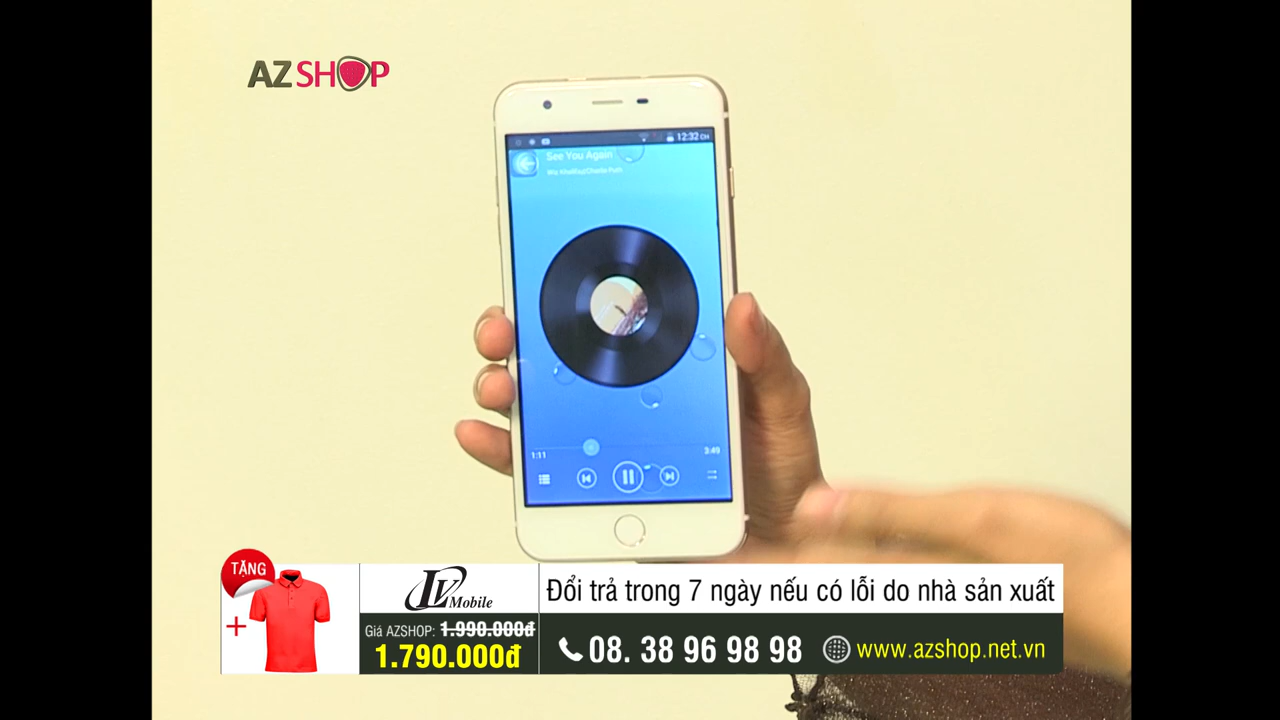 AZSHOP
12:32 CH
See You Again
1:11
3:49
TẶNG
+
LV Mobile
Đổi trả trong 7 ngày nếu có lỗi do nhà sản xuất
Giá AZSHOP: 1.990.000đ
1.790.000đ
08. 38 96 98 98
www.azshop.net.vn